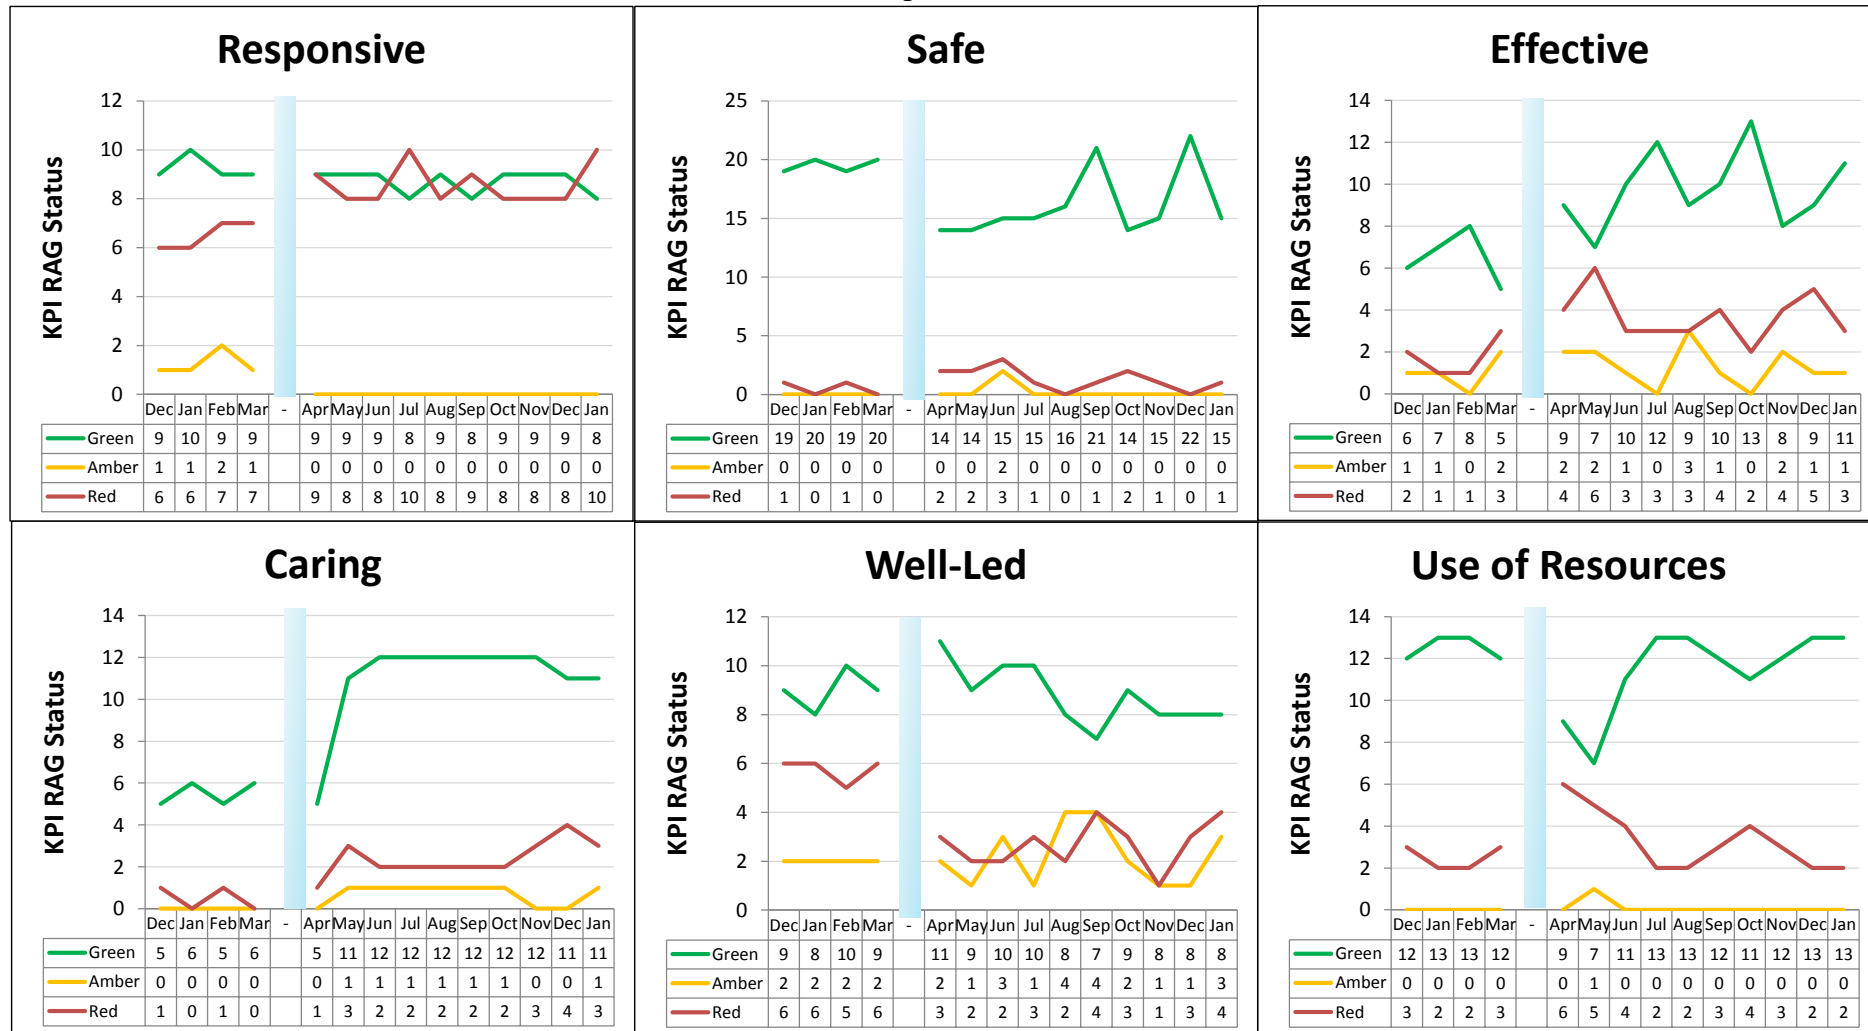 Responsive
KPI RAG Status
12
10
8
6
4
2
0
Dec Jan Feb Mar - Apr May Jun Jul Aug Sep Oct Nov Dec Jan
Green 9 10 9 9 9 9 9 8 9 8 9 9 9 8
Amber 1 1 2 1 0 0 0 0 0 0 0 0 0 0
Red 6 6 7 7 9 8 8 10 8 9 8 8 8 10
Safe
KPI RAG Status
25
20
15
10
5
0
Dec Jan Feb Mar - Apr May Jun Jul Aug Sep Oct Nov Dec Jan
Green 19 20 19 20 14 14 15 15 16 21 14 15 22 15
Amber 0 0 0 0 0 0 2 0 0 0 0 0 0 0
Red 1 0 1 0 2 2 3 1 0 1 2 1 0 1
Effective
KPI RAG Status
14
12
10
8
6
4
2
0
Dec Jan Feb Mar - Apr May Jun Jul Aug Sep Oct Nov Dec Jan
Green 6 7 8 5 9 7 10 12 9 10 13 8 9 11
Amber 1 1 0 2 2 2 1 0 3 1 0 2 1 1
Red 2 1 1 3 4 6 3 3 3 4 2 4 5 3
Caring
KPI RAG Status
14
12
10
8
6
4
2
0
Dec Jan Feb Mar - Apr May Jun Jul Aug Sep Oct Nov Dec Jan
Green 5 6 5 6 5 11 12 12 12 12 12 12 11 11
Amber 0 0 0 0 0 1 1 1 1 1 1 0 0 1
Red 1 0 1 0 1 3 2 2 2 2 2 3 4 3
Well-Led
KPI RAG Status
12
10
8
6
4
2
0
Dec Jan Feb Mar - Apr May Jun Jul Aug Sep Oct Nov Dec Jan
Green 9 8 10 9 11 9 10 10 8 7 9 8 8 8
Amber 2 2 2 2 2 1 3 1 4 4 2 1 1 3
Red 6 6 5 6 3 2 2 3 2 4 3 1 3 4
Use of Resources
KPI RAG Status
14
12
10
8
6
4
2
0
Dec Jan Feb Mar - Apr May Jun Jul Aug Sep Oct Nov Dec Jan
Green 12 13 13 12 9 7 11 13 13 12 11 12 13 13
Amber 0 0 0 0 0 1 0 0 0 0 0 0 0 0
Red 3 2 2 3 6 5 4 2 2 3 4 3 2 2